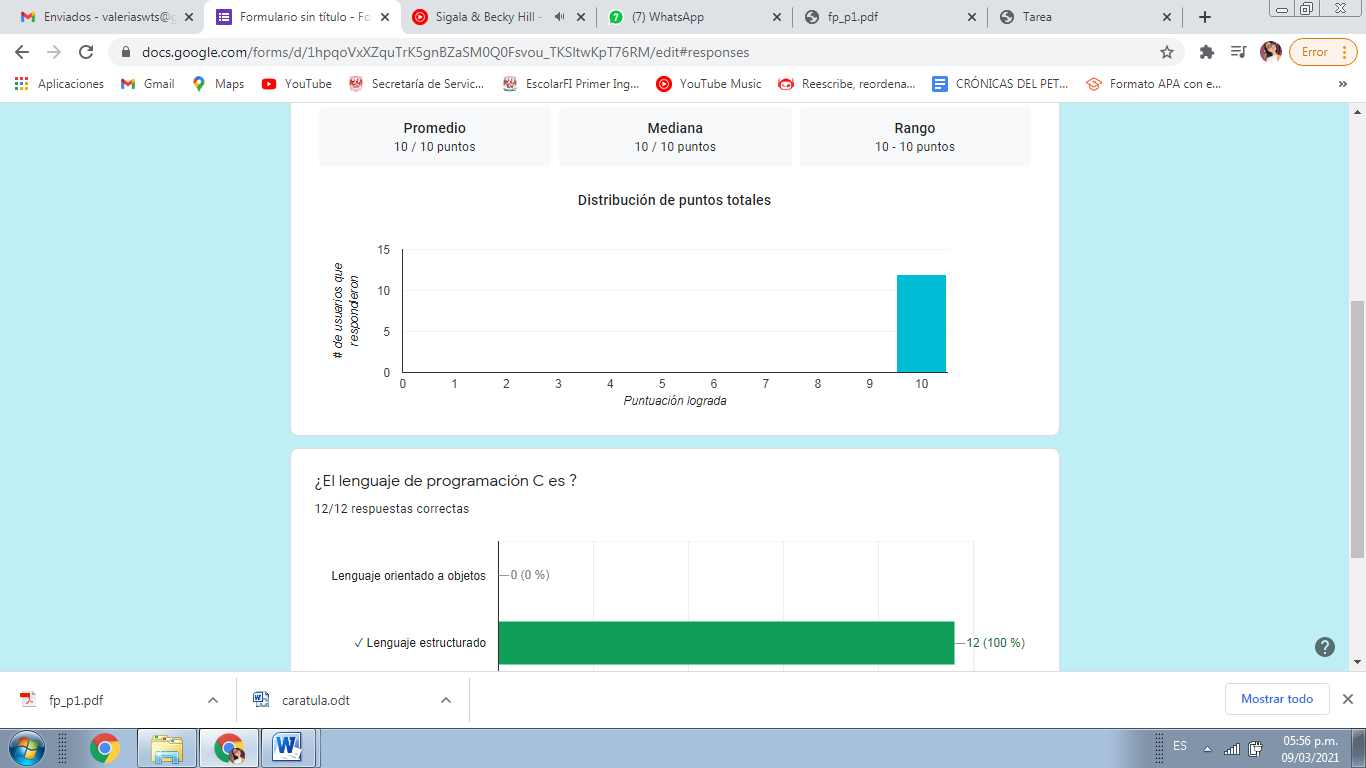 Enviados - valeriaswts@g
Formulario sin título - Fo
Sigala & Becky Hill -
(7) WhatsApp
fp_p1.pdf
Tarea
docs.google.com/forms/d/1hpqoVxXZquTrK5gnBZaSM0Q0Fsvou_TKSltwKpT76RM/edit#responses
Error
Aplicaciones
Gmail
Maps
YouTube
Secretaría de Servic...
EscolarFI Primer Ing...
YouTube Music
Reescribe, reordena...
CRÓNICAS DEL PET...
Formato APA con e...
»
Promedio
10 / 10 puntos
Mediana
10 / 10 puntos
Rango
10 - 10 puntos
Distribución de puntos totales
# de usuarios que
respondieron
15
10
5
0
0 1 2 3 4 5 6 7 8 9 10
Puntuación lograda
¿El lenguaje de programación C es ?
12/12 respuestas correctas
Lenguaje orientado a objetos
0 (0 %)
✓ Lenguaje estructurado
12 (100 %)
fp_p1.pdf
caratula.odt
Mostrar todo
ES
05:56 p.m.
09/03/2021